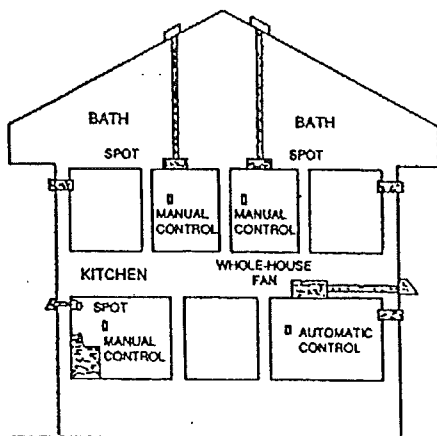 BATH BATH
SPOT SPOT
MANUAL CONTROL
MANUAL CONTROL
KITCHEN
WHOLE-HOUSE
FAN
SPOT
MANUAL
CONTROL
AUTOMATIC
CONTROL